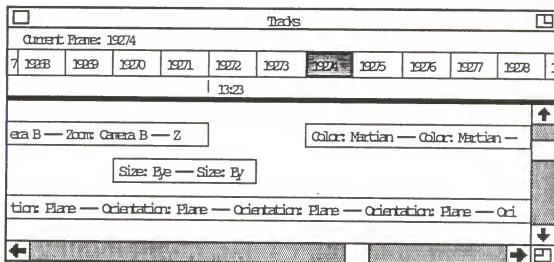 Tracks
Current Frame: 19274
7 19268 19269 19270 19271 19272 19273 19274 19275 19276 19277 19278
13:23
era B — Zoom: Camera B — Z Color: Martian — Color: Martian —
Size: Eye — Size: Ey
tion: Plane — Orientation: Plane — Orientation: Plane — Orientation: Plane — Ori